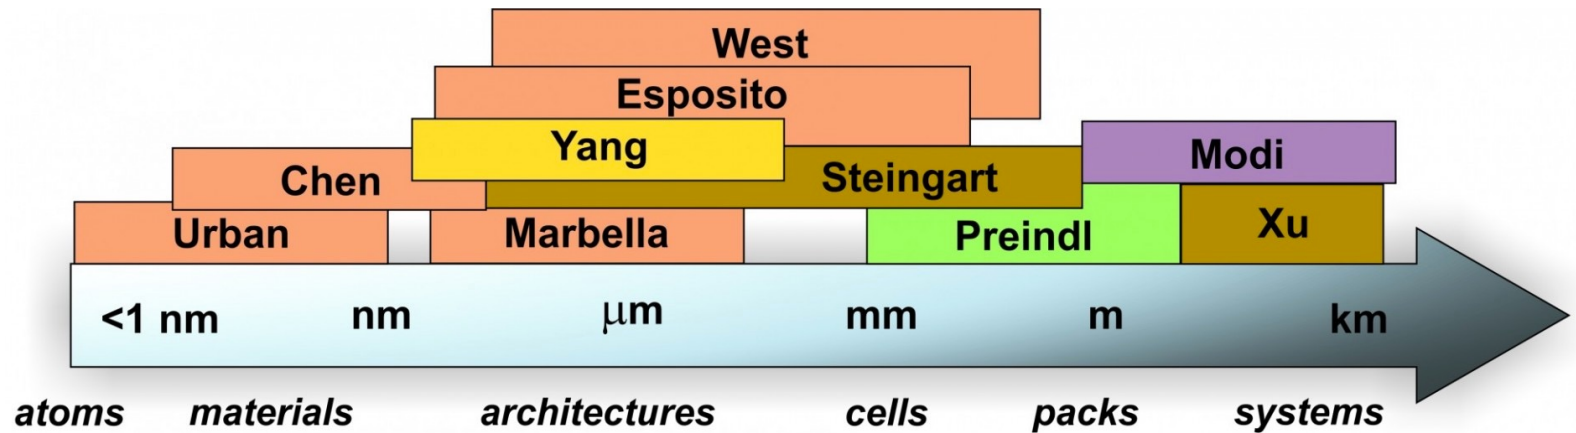 West
Esposito
Yang
Modi
Chen
Steingart
Urban
Marbella
Preindl
Xu
<1 nm
nm
μm
mm
m
km
atoms
materials
architectures
cells
packs
systems